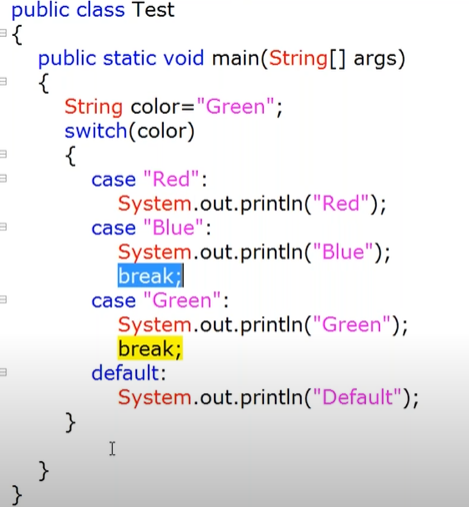 public class Test
{
public static void main(String[] args)
{
String color="Green";
switch(color)
{
case "Red":
System.out.println("Red");
case "Blue":
System.out.println("Blue");
break;
case "Green":
System.out.println("Green");
break;
default:
System.out.println("Default");
}
}
}